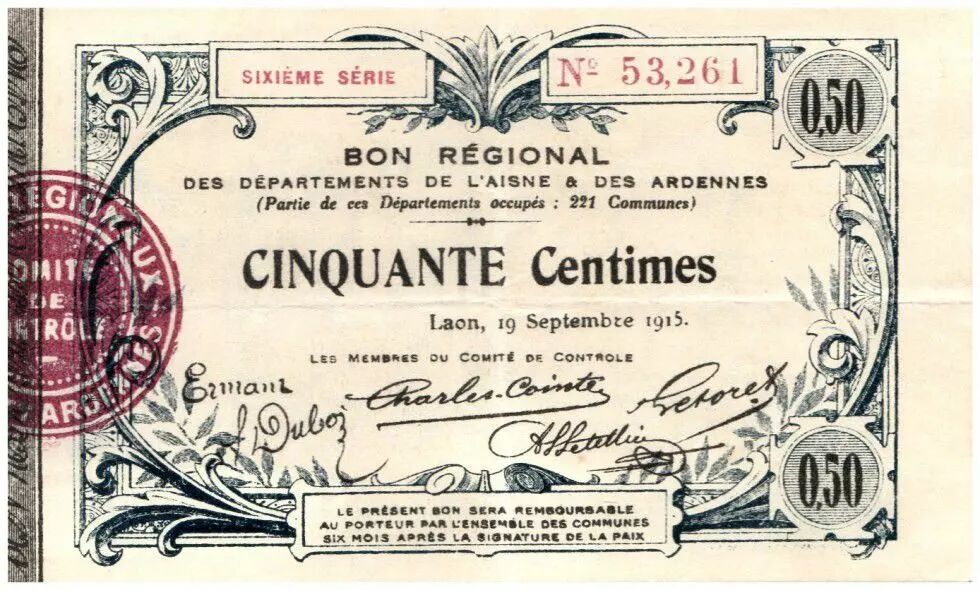 SIXIÈME SÉRIE
Nº 53,261
0,50
BON RÉGIONAL
DES DÉPARTEMENTS DE L'AISNE & DES ARDENNES
(Partie de ces Départements occupés : 221 Communes)
CINQUANTE Centimes
Laon, 19 Septembre 1915.
LES MEMBRES DU COMITÉ DE CONTROLE
Ermant
Charles-Cointe
Duboz
0,50
LE PRÉSENT BON SERA REMBOURSABLE
AU PORTEUR PAR L'ENSEMBLE DES COMMUNES
SIX MOIS APRÈS LA SIGNATURE DE LA PAIX